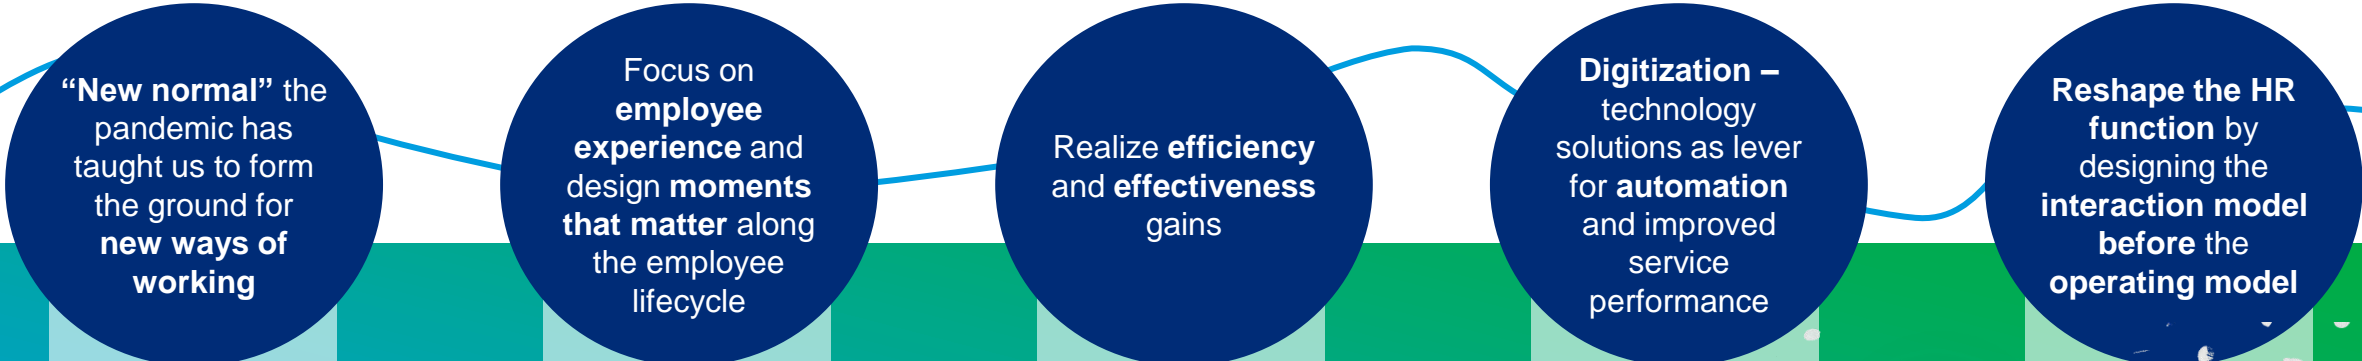 “New normal” the
pandemic has
taught us to form
the ground for
new ways of
working
Focus on
employee
experience and
design moments
that matter along
the employee
lifecycle
Realize efficiency
and effectiveness
gains
Digitization –
technology
solutions as lever
for automation
and improved
service
performance
Reshape the HR
function by
designing the
interaction model
before the
operating model